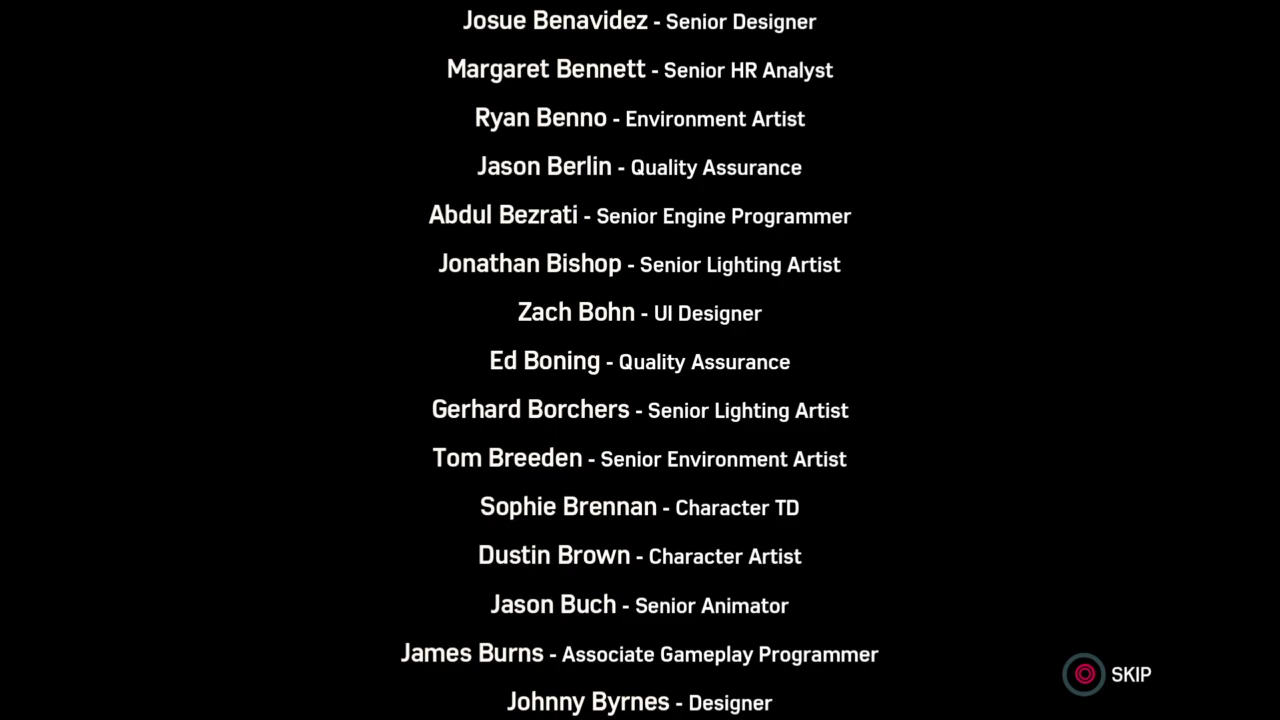 Josue Benavidez - Senior Designer
Margaret Bennett - Senior HR Analyst
Ryan Benno - Environment Artist
Jason Berlin - Quality Assurance
Abdul Bezrati - Senior Engine Programmer
Jonathan Bishop - Senior Lighting Artist
Zach Bohn - UI Designer
Ed Boning - Quality Assurance
Gerhard Borchers - Senior Lighting Artist
Tom Breeden - Senior Environment Artist
Sophie Brennan - Character TD
Dustin Brown - Character Artist
Jason Buch - Senior Animator
James Burns - Associate Gameplay Programmer
SKIP
Johnny Byrnes - Designer